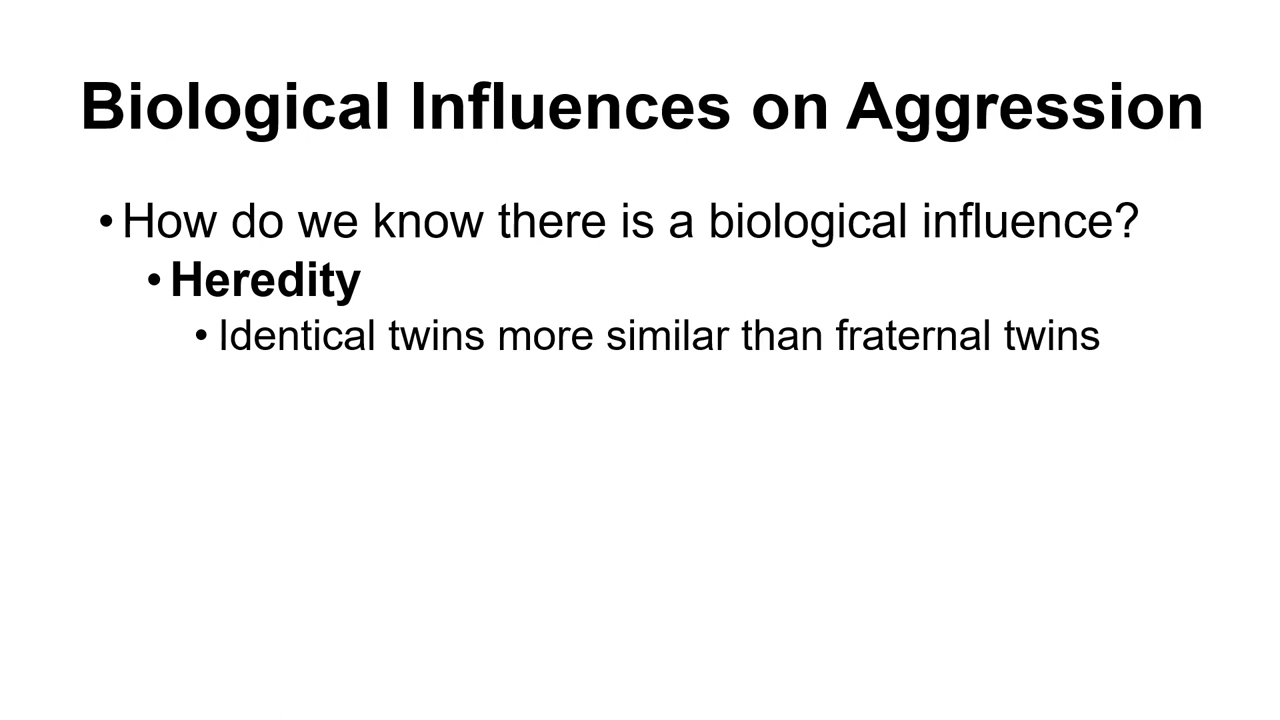 Biological Influences on Aggression
• How do we know there is a biological influence?
• Heredity
• Identical twins more similar than fraternal twins